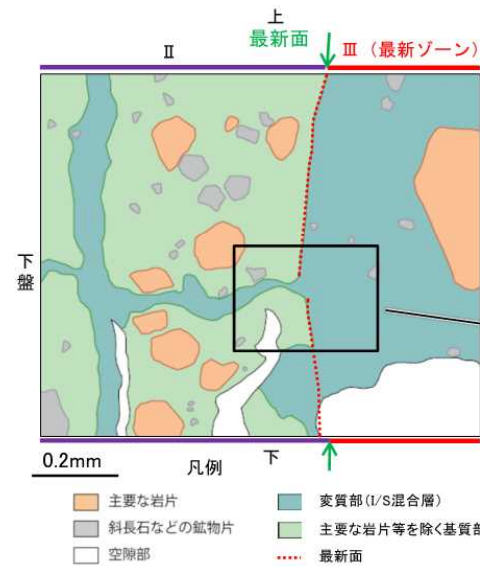 上
最新面
Ⅱ
Ⅲ（最新ゾーン）
下盤
下
0.2mm
凡例
主要な岩片
変質部(I/S混合層)
斜長石などの鉱物片
主要な岩片等を除く基質部
空隙部
最新面